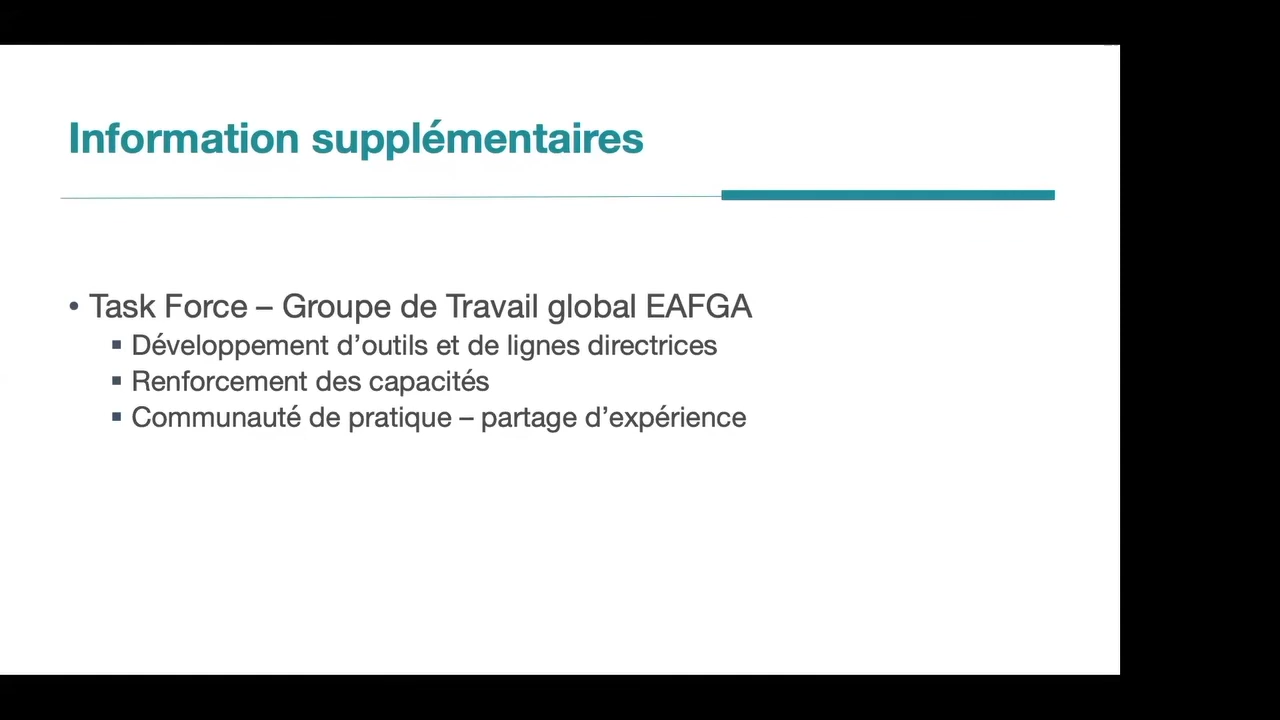 Information supplémentaires
• Task Force – Groupe de Travail global EAFGA
▪ Développement d’outils et de lignes directrices
▪ Renforcement des capacités
▪ Communauté de pratique – partage d’expérience